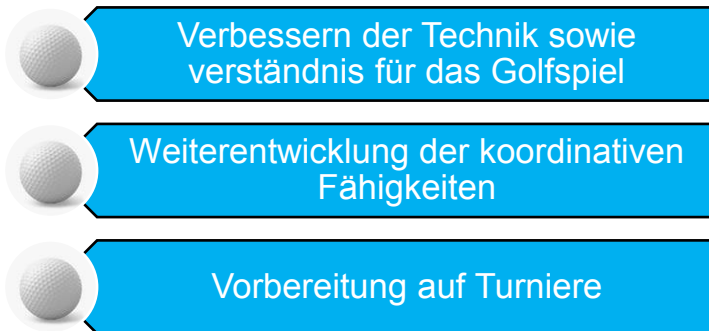 Verbessern der Technik sowie
verständnis für das Golfspiel
Weiterentwicklung der koordinativen
Fähigkeiten
Vorbereitung auf Turniere